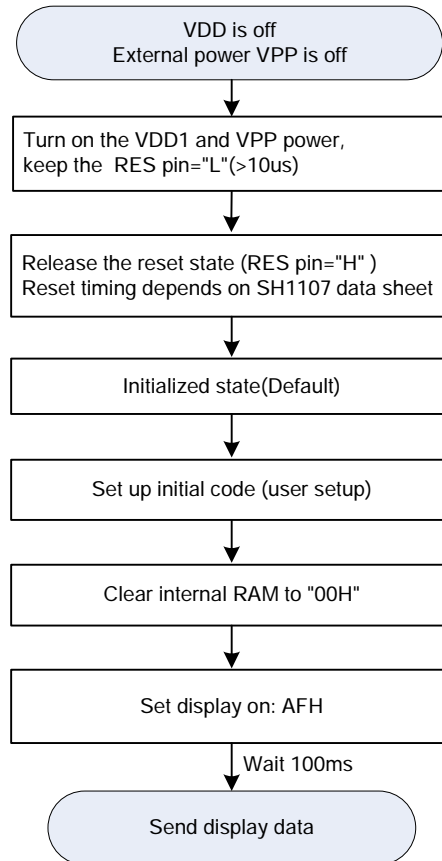 VDD is off
External power VPP is off
Turn on the VDD1 and VPP power,
keep the RES pin="L"(>10us)
Release the reset state (RES pin="H" )
Reset timing depends on SH1107 data sheet
Initialized state(Default)
Set up initial code (user setup)
Clear internal RAM to "00H"
Set display on: AFH
Wait 100ms
Send display data